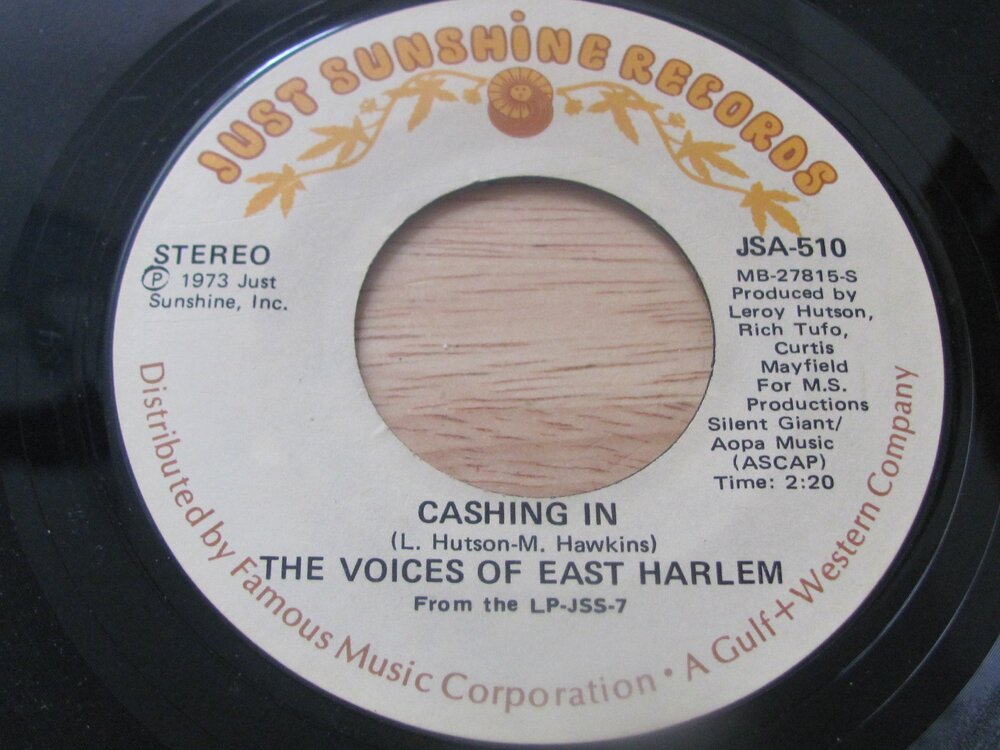 JUST SUNSHINE RECORDS
STEREO
Ⓟ 1973 Just
Sunshine, Inc.
JSA-510
MB-27815-S
Produced by
Leroy Hutson,
Rich Tufo,
Curtis
Mayfield
For M.S.
Productions
Silent Giant/
Aopa Music
(ASCAP)
Time: 2:20
CASHING IN
(L. Hutson-M. Hawkins)
THE VOICES OF EAST HARLEM
From the LP-JSS-7
Distributed by Famous Music Corporation • A Gulf+Western Company